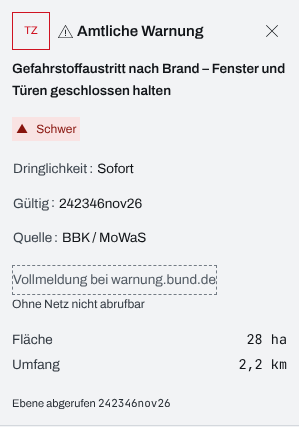 TZ
Amtliche Warnung
Gefahrstoffaustritt nach Brand – Fenster und
Türen geschlossen halten
Schwer
Dringlichkeit: Sofort
Gültig: 242346nov26
Quelle: BBK / MoWaS
Vollmeldung bei warnung.bund.de
Ohne Netz nicht abrufbar
Fläche 28 ha
Umfang 2,2 km
Ebene abgerufen 242346nov26